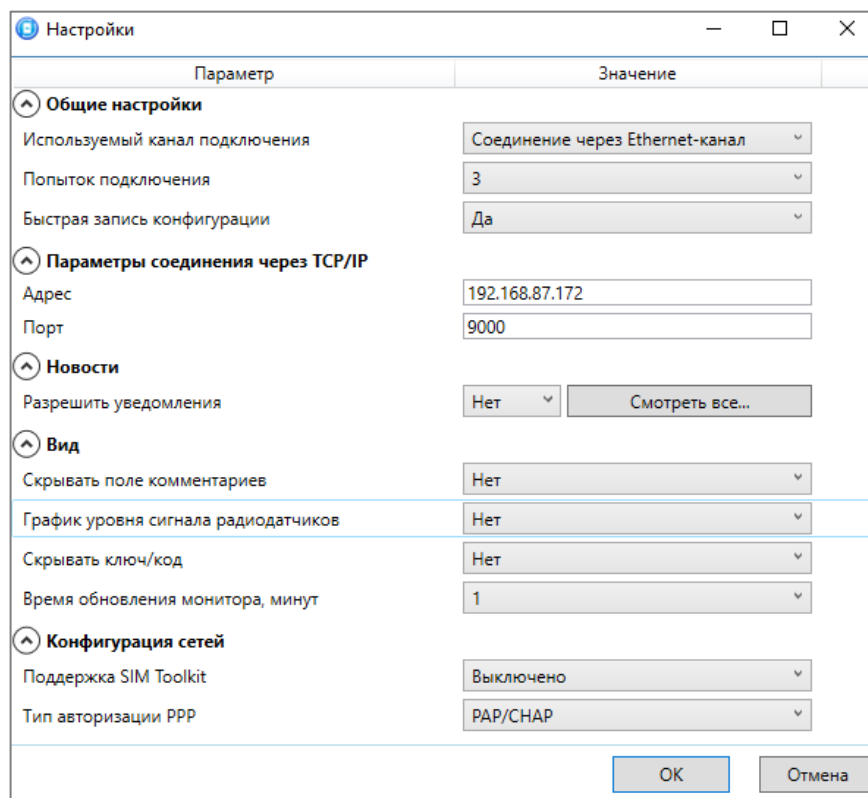 Настройки
Параметр Значение
Общие настройки
Используемый канал подключения Соединение через Ethernet-канал
Попыток подключения 3
Быстрая запись конфигурации Да
Параметры соединения через TCP/IP
Адрес 192.168.87.172
Порт 9000
Новости
Разрешить уведомления Нет Смотреть все...
Вид
Скрывать поле комментариев Нет
График уровня сигнала радиодатчиков Нет
Скрывать ключ/код Нет
Время обновления монитора, минут 1
Конфигурация сетей
Поддержка SIM Toolkit Выключено
Тип авторизации PPP PAP/CHAP
OK Отмена